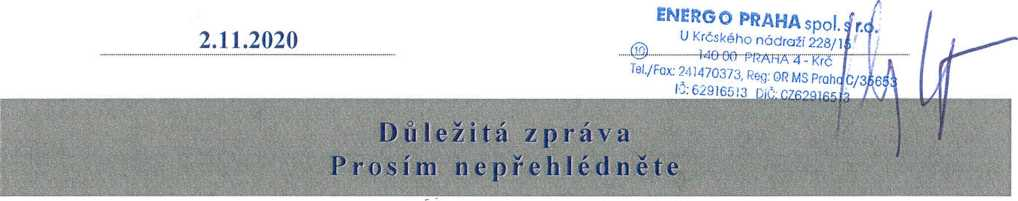 2.11.2020
ENERGO PRAHA spol. s r.o.
U Krčského nádraží 228/15
10
140 00 PRAHA 4 - Krč
Tel./Fax: 241470373, Reg: OR MS Praha C/35653
IČ: 62916513 DIČ: CZ62916513
Důležitá zpráva
Prosím nepřehlédněte